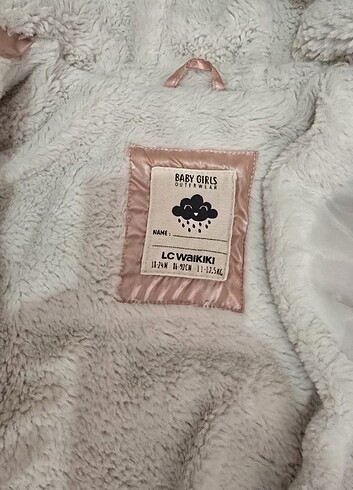 BABY GIRLS
OUTERWEAR
NAME :
LC WAIKIKI
18-24M 86-92CM 11-12,5KG